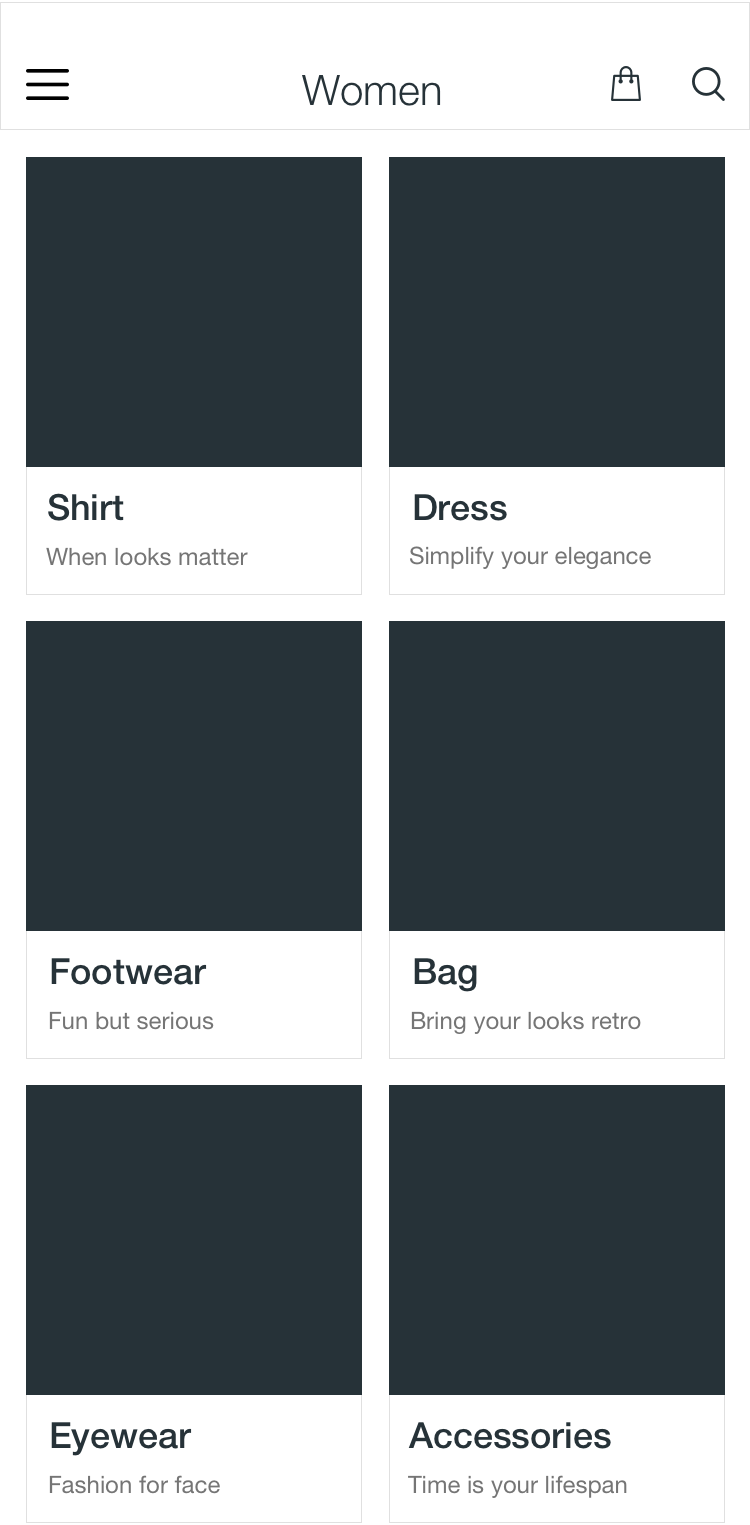 Women
Shirt
When looks matter
Dress
Simplify your elegance
Footwear
Fun but serious
Bag
Bring your looks retro
Eyewear
Fashion for face
Accessories
Time is your lifespan